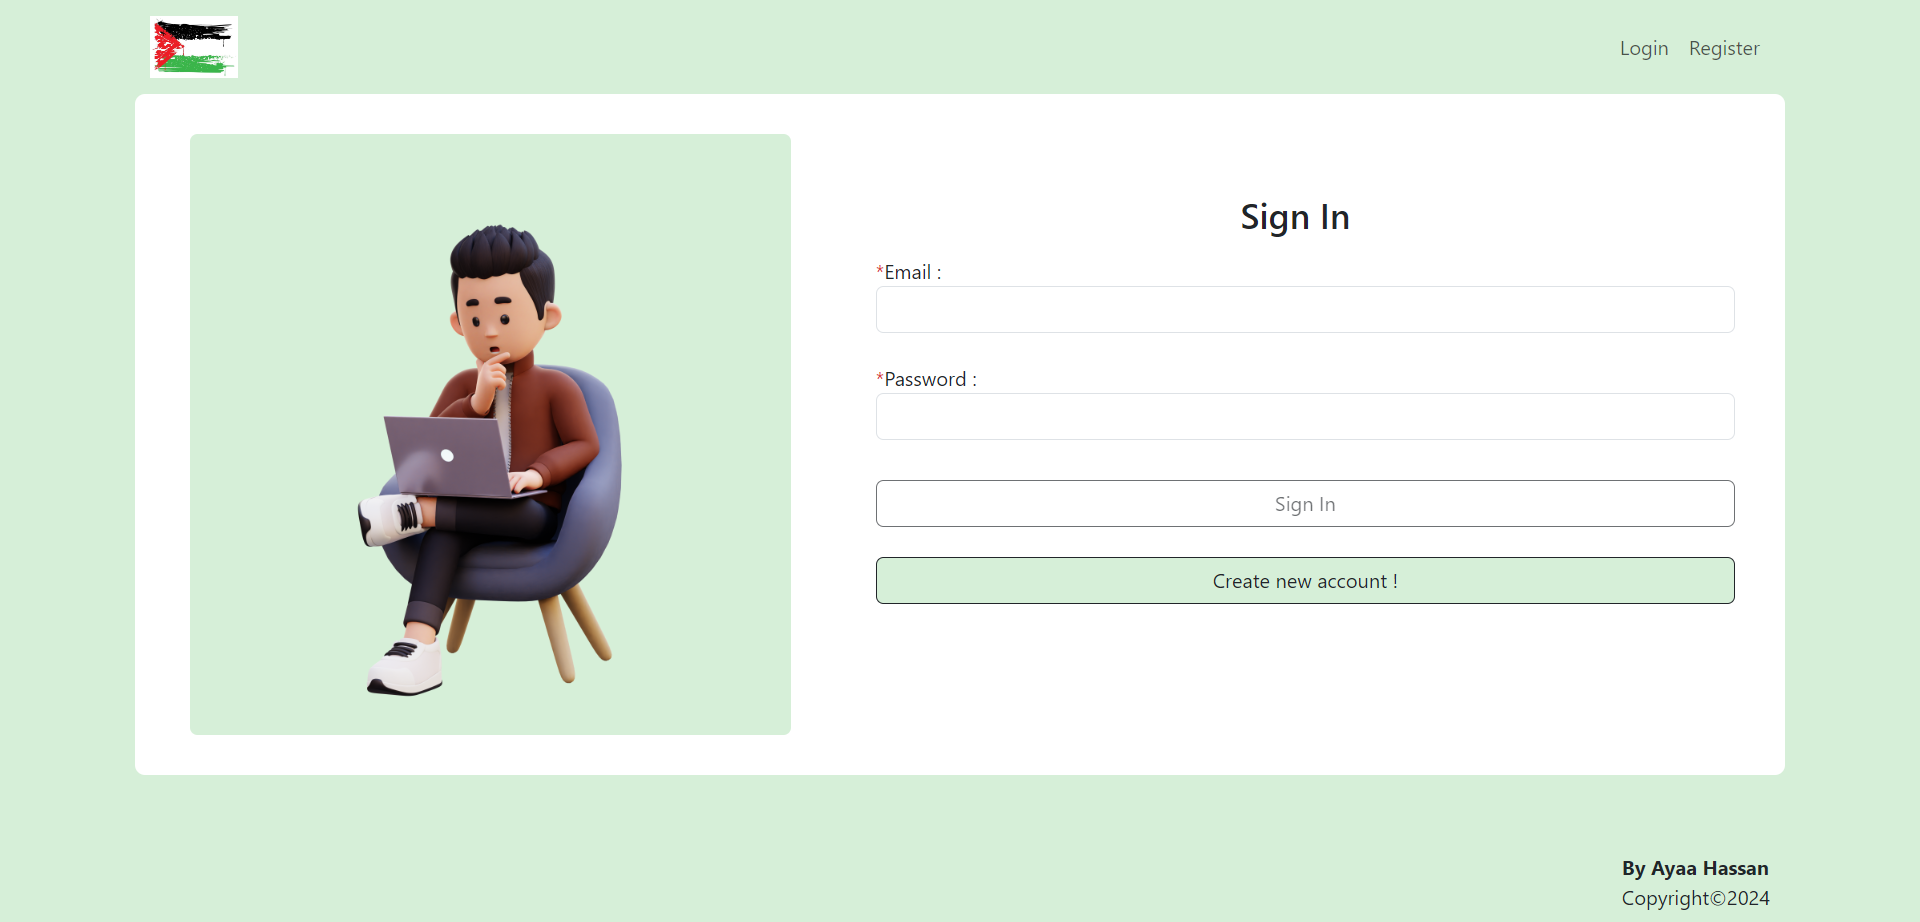 Login Register
Sign In
*Email :
*Password :
Sign In
Create new account !
By Ayaa Hassan
Copyright©2024